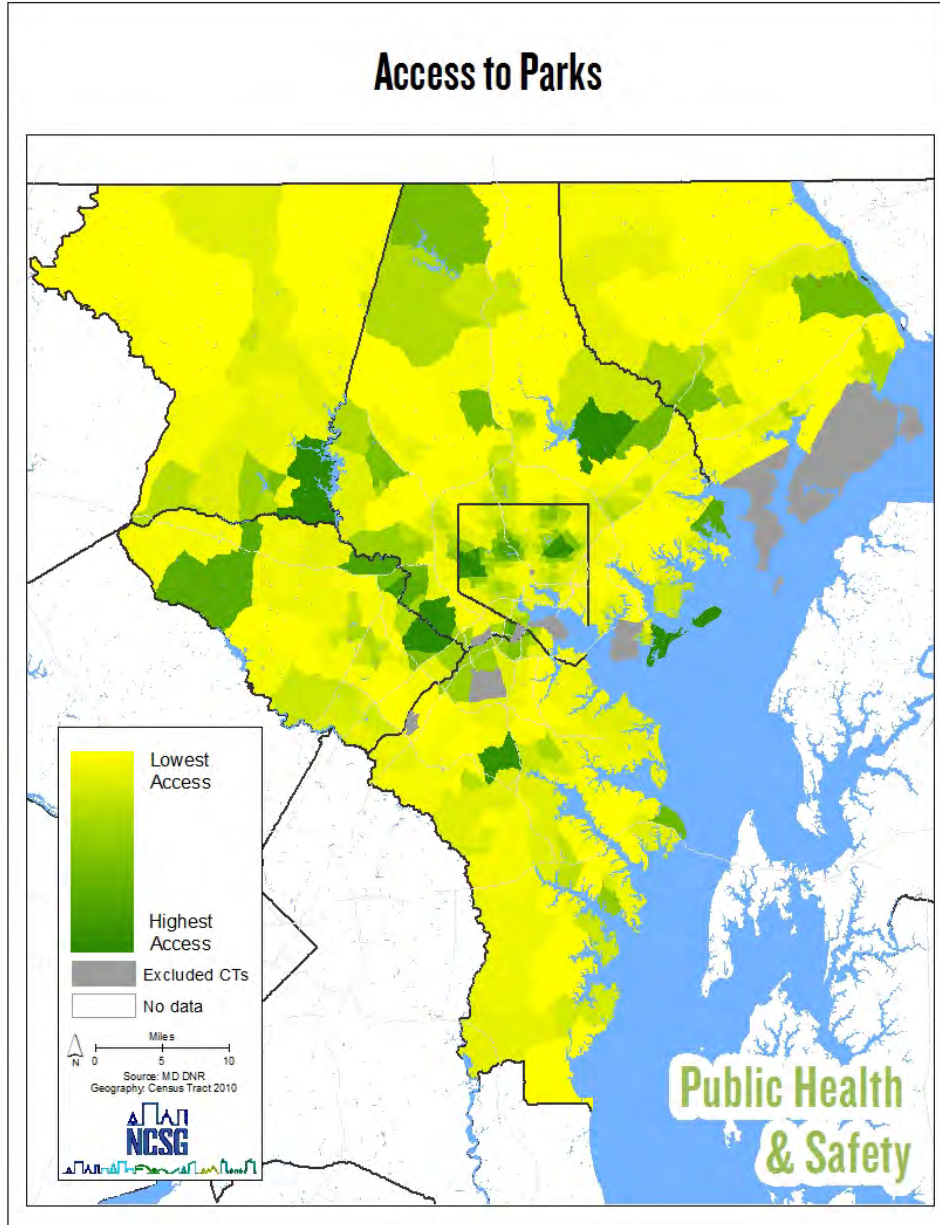 Access to Parks
Lowest
Access
Highest
Access
Excluded CTs
No data
Miles
N
0 5 10
Source: MD DNR
Geography: Census Tract 2010
NCSG
Public Health
& Safety